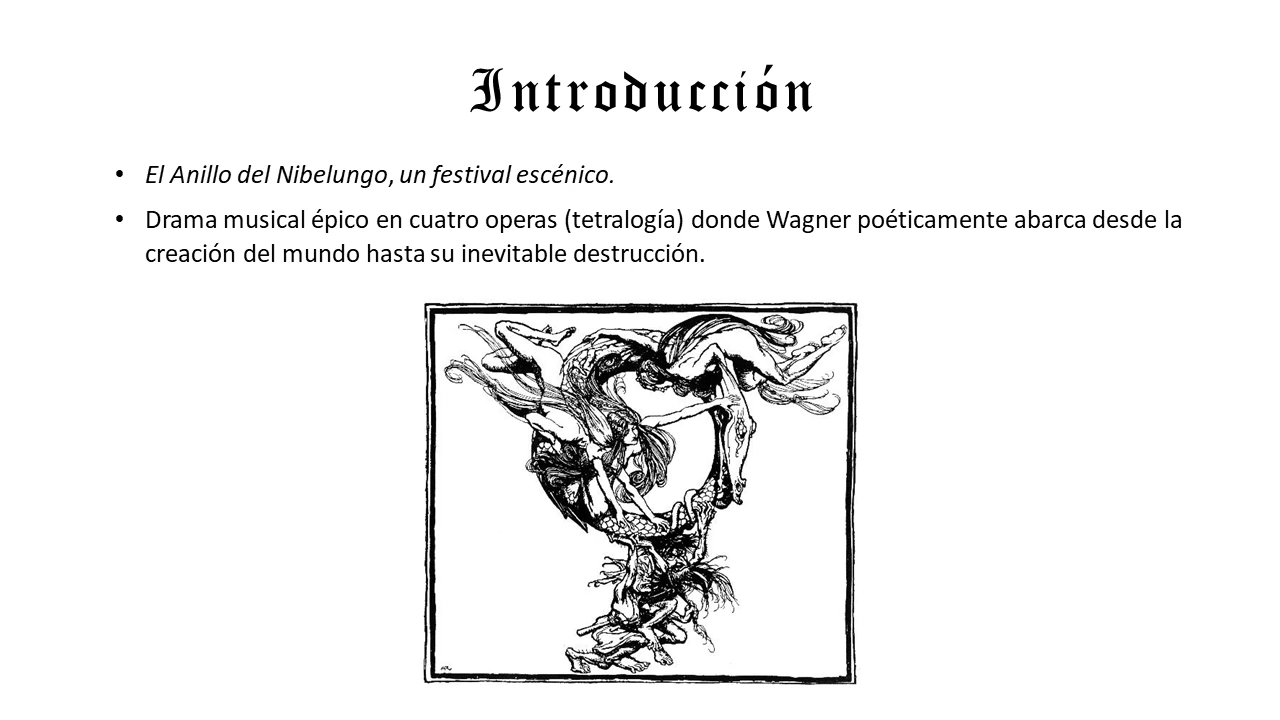 Introducción
• El Anillo del Nibelungo, un festival escénico.
• Drama musical épico en cuatro operas (tetralogía) donde Wagner poéticamente abarca desde la
creación del mundo hasta su inevitable destrucción.